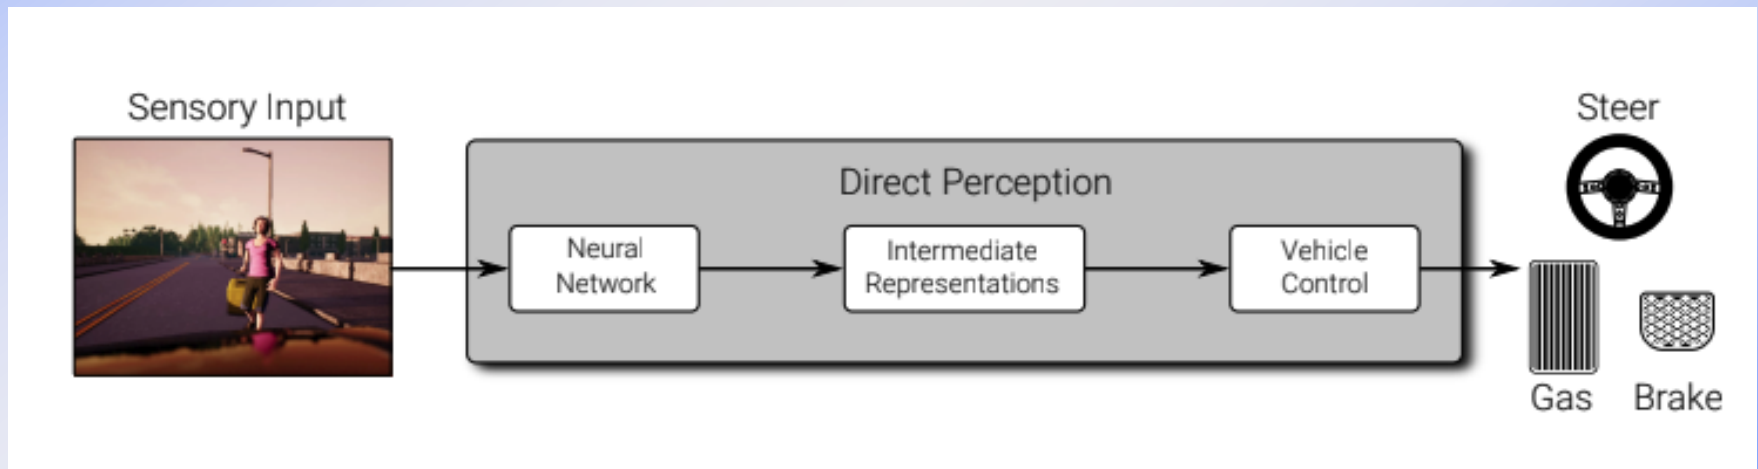 Sensory Input
Direct Perception
Neural
Network
Intermediate
Representations
Vehicle
Control
Steer
Gas
Brake